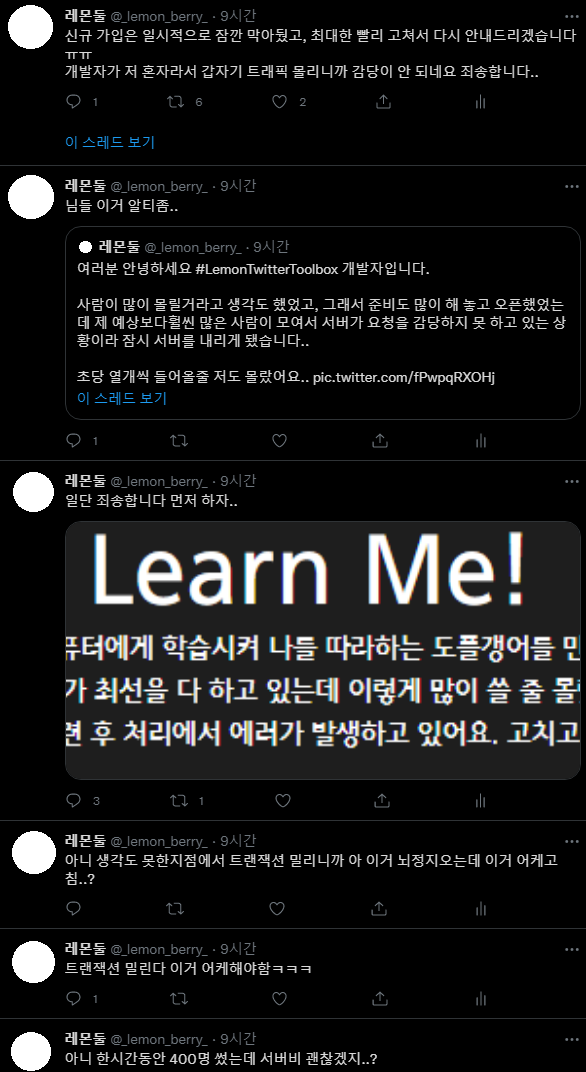 레몬둘 @_lemon_berry_ · 9시간
신규 가입은 일시적으로 잠깐 막아뒀고, 최대한 빨리 고쳐서 다시 안내드리겠습니다
ㅠㅠ
개발자가 저 혼자라서 갑자기 트래픽 몰리니까 감당이 안 되네요 죄송합니다..
1 6 2
이 스레드 보기
레몬둘 @_lemon_berry_ · 9시간
님들 이거 알티좀..
레몬둘 @_lemon_berry_ · 9시간
여러분 안녕하세요 #LemonTwitterToolbox 개발자입니다.
사람이 많이 몰릴거라고 생각도 했었고, 그래서 준비도 많이 해 놓고 오픈했었는
데 제 예상보다훨씬 많은 사람이 모여서 서버가 요청을 감당하지 못 하고 있는 상
황이라 잠시 서버를 내리게 됐습니다..
초당 열개씩 들어올줄 저도 몰랐어요.. pic.twitter.com/fPwpqRXOHj
이 스레드 보기
1
레몬둘 @_lemon_berry_ · 9시간
일단 죄송합니다 먼저 하자..
Learn Me!
퓨터에게 학습시켜 나를 따라하는 도플갱어를 만
가 최선을 다 하고 있는데 이렇게 많이 쓸 줄 몰
련 후 처리에서 에러가 발생하고 있어요. 고치고
3 1
레몬둘 @_lemon_berry_ · 9시간
아니 생각도 못한지점에서 트랜잭션 밀리니까 아 이거 뇌정지오는데 이거 어케고
침..?
레몬둘 @_lemon_berry_ · 9시간
트랜잭션 밀린다 이거 어케해야함ㅋㅋㅋ
1
레몬둘 @_lemon_berry_ · 9시간
아니 한시간동안 400명 썼는데 서버비 괜찮겠지..?